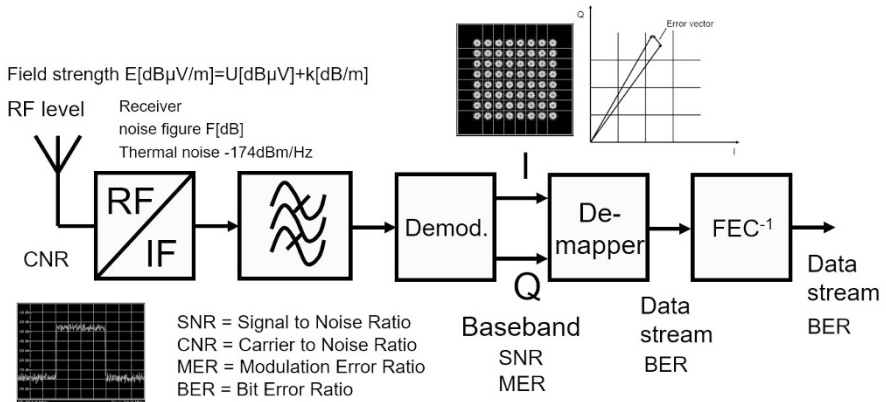 Q
Error vector
I
Field strength E[dBµV/m]=U[dBµV]+k[dB/m]
RF level
Receiver
noise figure F[dB]
Thermal noise -174dBm/Hz
RF
IF
Demod.
I
Q
De-
mapper
FEC-1
CNR
Data
stream
BER
Data
stream
BER
Baseband
SNR
MER
SNR = Signal to Noise Ratio
CNR = Carrier to Noise Ratio
MER = Modulation Error Ratio
BER = Bit Error Ratio